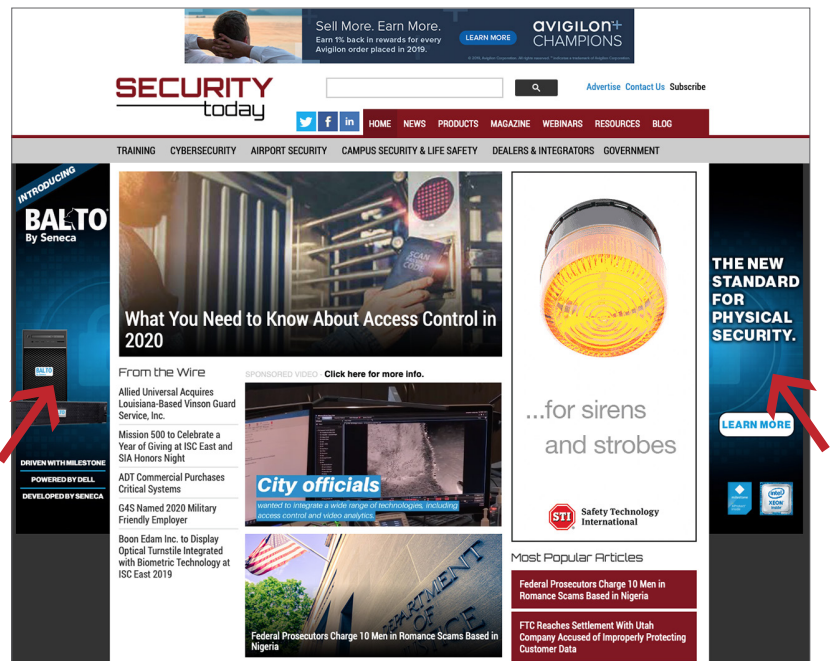 Sell More. Earn More.
Earn 1% back in rewards for every
Avigilon order placed in 2019.
LEARN MORE
AVIGILON
CHAMPIONS
SECURITY
today
Advertise Contact Us Subscribe
HOME NEWS PRODUCTS MAGAZINE WEBINARS RESOURCES BLOG
TRAINING CYBERSECURITY AIRPORT SECURITY CAMPUS SECURITY & LIFE SAFETY DEALERS & INTEGRATORS GOVERNMENT
INTRODUCING
BALTO
By Seneca
BALTO
DRIVEN WITH MILESTONE
POWERED BY DELL
DEVELOPED BY SENECA
SCAN
What You Need to Know About Access Control in
2020
From the Wire
Allied Universal Acquires
Louisiana-Based Vinson Guard
Service, Inc.
Mission 500 to Celebrate a
Year of Giving at ISC East and
SIA Honors Night
ADT Commercial Purchases
Critical Systems
G4S Named 2020 Military
Friendly Employer
Boon Edam Inc. to Display
Optical Turnstile Integrated
with Biometric Technology at
ISC East 2019
SPONSORED VIDEO - Click here for more info.
City officials
wanted to integrate a wide range of technologies, including
access control and video analytics.
DEPARTMENT
OF
JUSTICE
Federal Prosecutors Charge 10 Men in Romance Scams Based in
Nigeria
...for sirens
and strobes
STI
Safety Technology
International
Most Popular Articles
Federal Prosecutors Charge 10 Men in
Romance Scams Based in Nigeria
FTC Reaches Settlement With Utah
Company Accused of Improperly Protecting
Customer Data
THE NEW
STANDARD
FOR
PHYSICAL
SECURITY.
LEARN MORE
intel
XEON